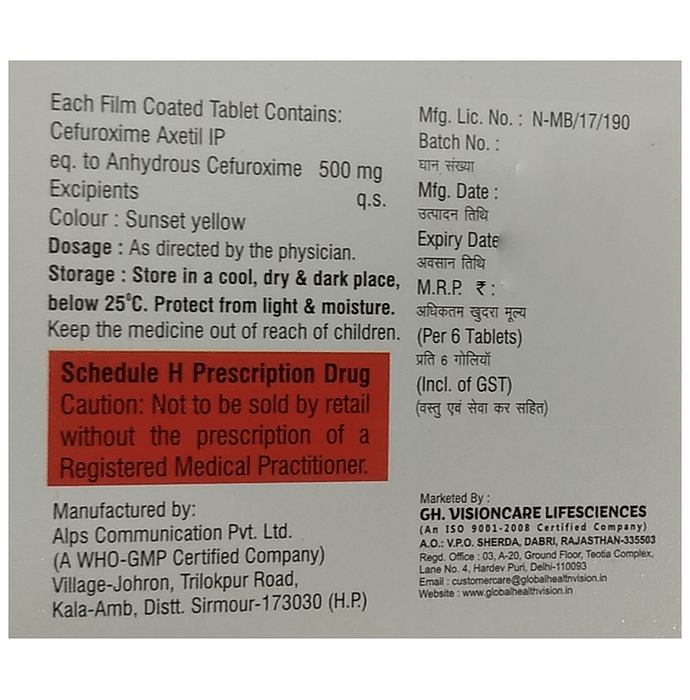 Each Film Coated Tablet Contains:
Cefuroxime Axetil IP
eq. to Anhydrous Cefuroxime 500 mg
Excipients q.s.
Colour : Sunset yellow
Dosage : As directed by the physician.
Storage : Store in a cool, dry & dark place,
below 25°C. Protect from light & moisture.
Keep the medicine out of reach of children.
Schedule H Prescription Drug
Caution: Not to be sold by retail
without the prescription of a
Registered Medical Practitioner.
Manufactured by:
Alps Communication Pvt. Ltd.
(A WHO-GMP Certified Company)
Village-Johron, Trilokpur Road,
Kala-Amb, Distt. Sirmour-173030 (H.P.)
Mfg. Lic. No. : N-MB/17/190
Batch No. :
घान संख्या
Mfg. Date :
उत्पादन तिथि
Expiry Date
अवसान तिथि
M.R.P. ₹ :
अधिकतम खुदरा मूल्य
(Per 6 Tablets)
प्रति 6 गोलियाँ
(Incl. of GST)
(वस्तु एवं सेवा कर सहित)
Marketed By :
GH. VISIONCARE LIFESCIENCES
(An ISO 9001-2008 Certified Company)
A.O.: V.P.O. SHERDA, DABRI, RAJASTHAN-335503
Regd. Office : 03, A-20, Ground Floor, Teotia Complex,
Lane No. 4, Hardev Puri, Delhi-110093
Email : customercare@globalhealthvision.in
Website : www.globalhealthvision.in